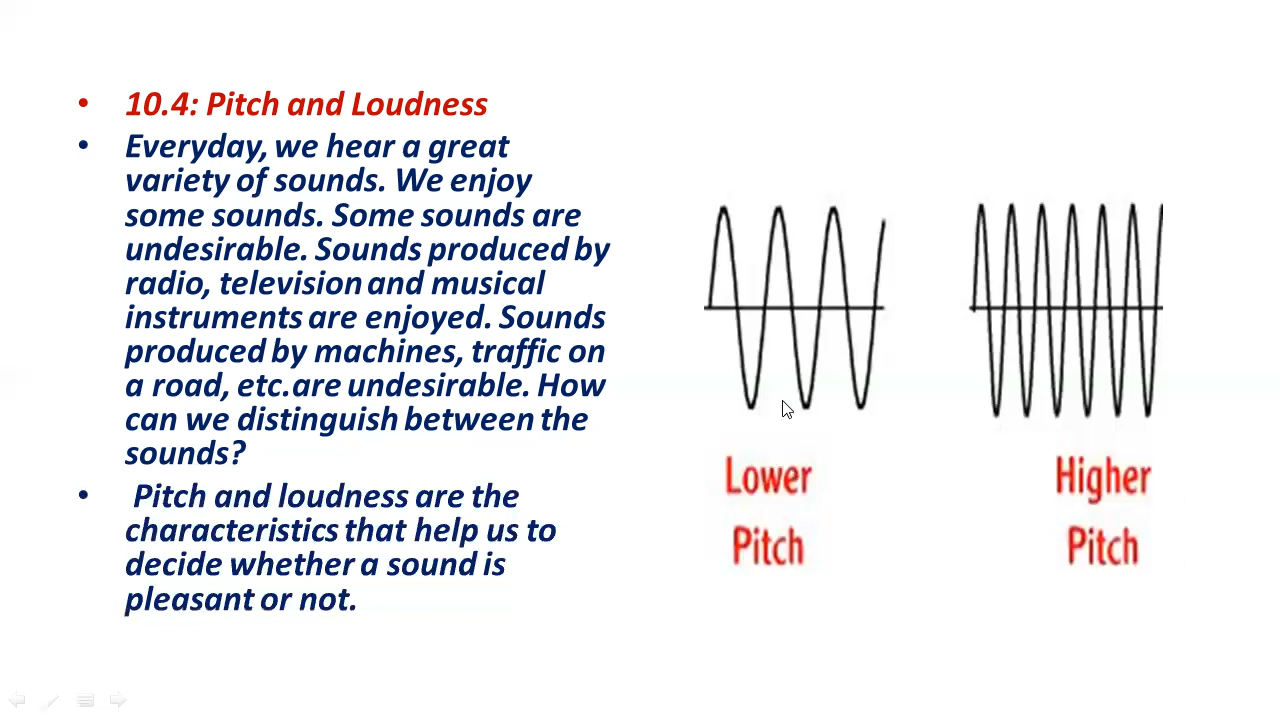 • 10.4: Pitch and Loudness
• Everyday, we hear a great
variety of sounds. We enjoy
some sounds. Some sounds are
undesirable. Sounds produced by
radio, television and musical
instruments are enjoyed. Sounds
produced by machines, traffic on
a road, etc.are undesirable. How
can we distinguish between the
sounds?
• Pitch and loudness are the
characteristics that help us to
decide whether a sound is
pleasant or not.
Lower
Pitch
Higher
Pitch